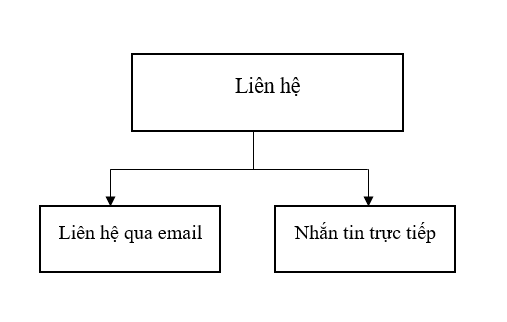 Liên hệ
Liên hệ qua email
Nhắn tin trực tiếp